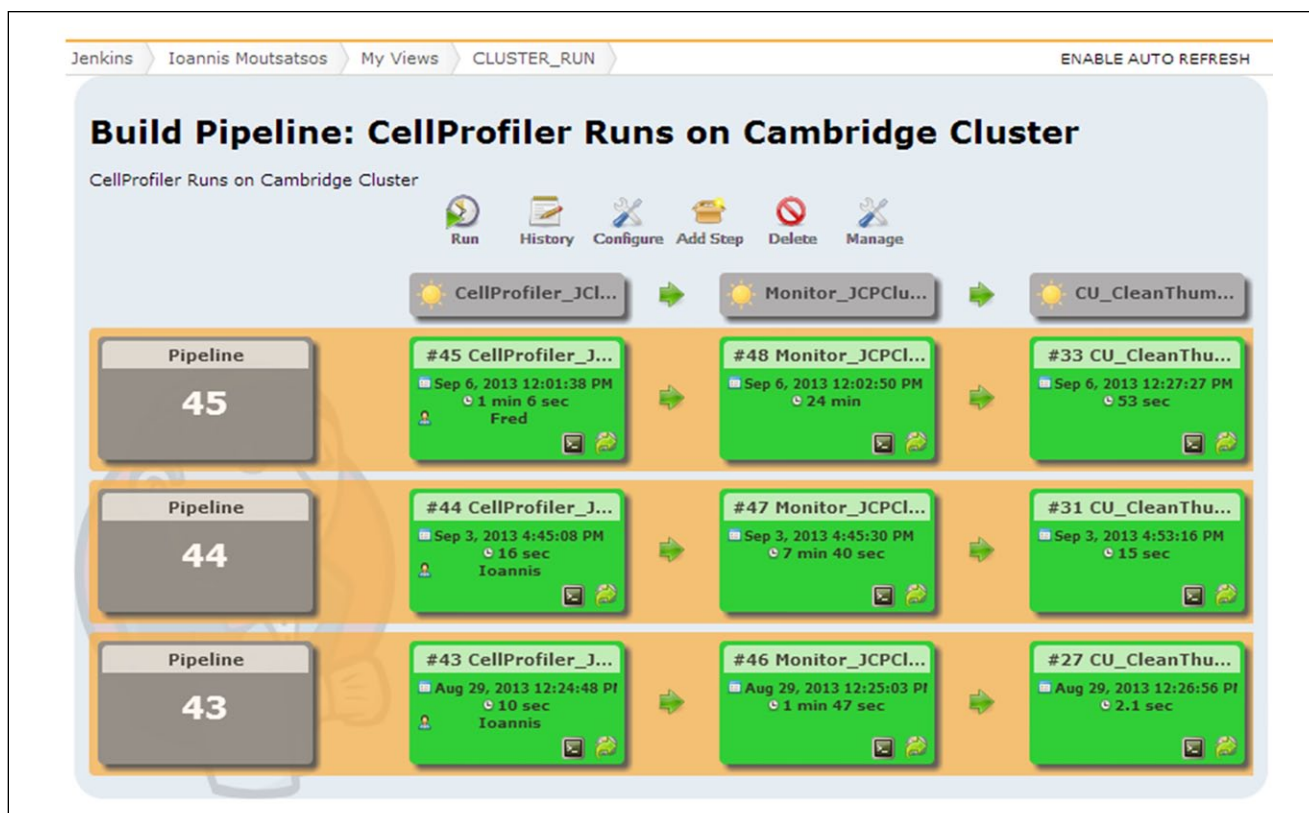 Jenkins Ioannis Moutsatsos My Views CLUSTER_RUN ENABLE AUTO REFRESH
Build Pipeline: CellProfiler Runs on Cambridge Cluster
CellProfiler Runs on Cambridge Cluster
Run History Configure Add Step Delete Manage
CellProfiler_JCl... Monitor_JCPClu... CU_CleanThum...
Pipeline
45
#45 CellProfiler_J...
Sep 6, 2013 12:01:38 PM
1 min 6 sec
Fred
#48 Monitor_JCPCl...
Sep 6, 2013 12:02:50 PM
24 min
#33 CU_CleanThu...
Sep 6, 2013 12:27:27 PM
53 sec
Pipeline
44
#44 CellProfiler_J...
Sep 3, 2013 4:45:08 PM
16 sec
Ioannis
#47 Monitor_JCPCl...
Sep 3, 2013 4:45:30 PM
7 min 40 sec
#31 CU_CleanThu...
Sep 3, 2013 4:53:16 PM
15 sec
Pipeline
43
#43 CellProfiler_J...
Aug 29, 2013 12:24:48 P
10 sec
Ioannis
#46 Monitor_JCPCl...
Aug 29, 2013 12:25:03 P
1 min 47 sec
#27 CU_CleanThu...
Aug 29, 2013 12:26:56 P
2.1 sec